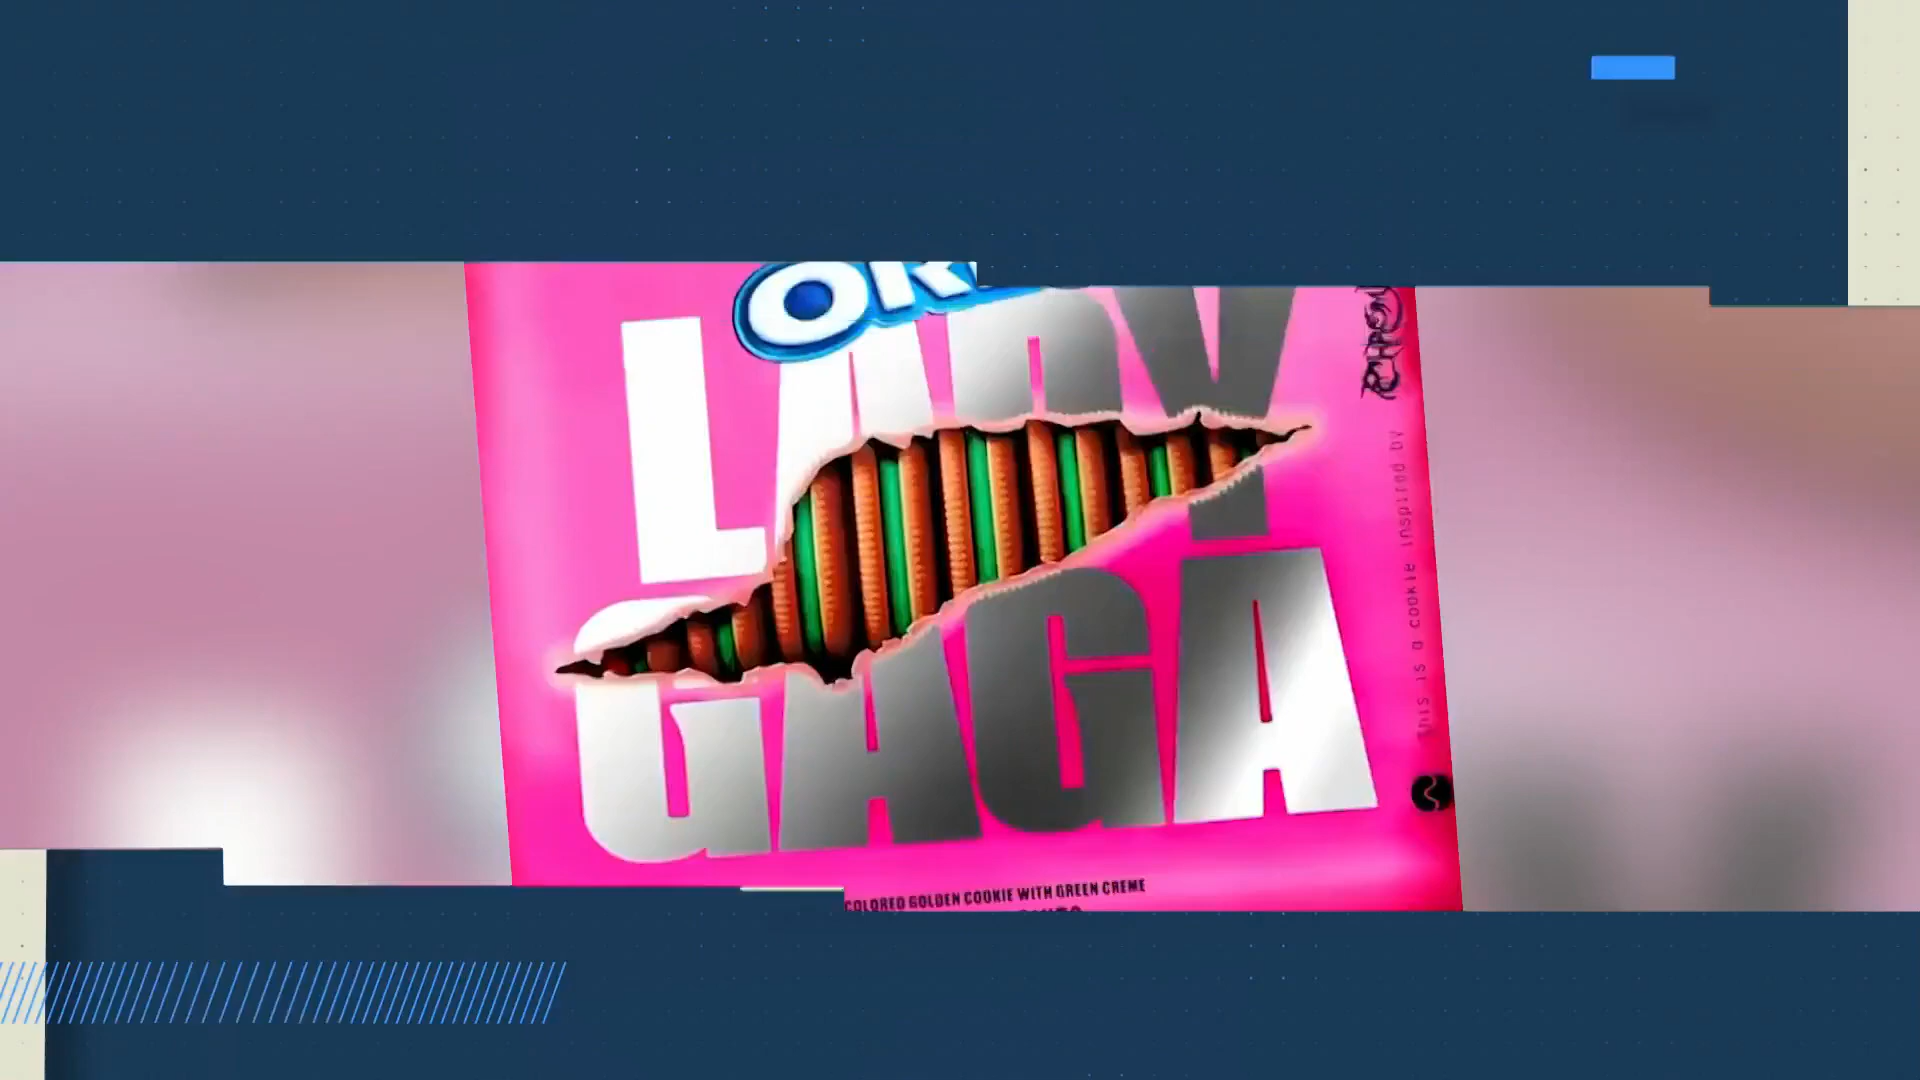 LADY
GAGA
This is a cookie inspired by
COLORED GOLDEN COOKIE WITH GREEN CREME